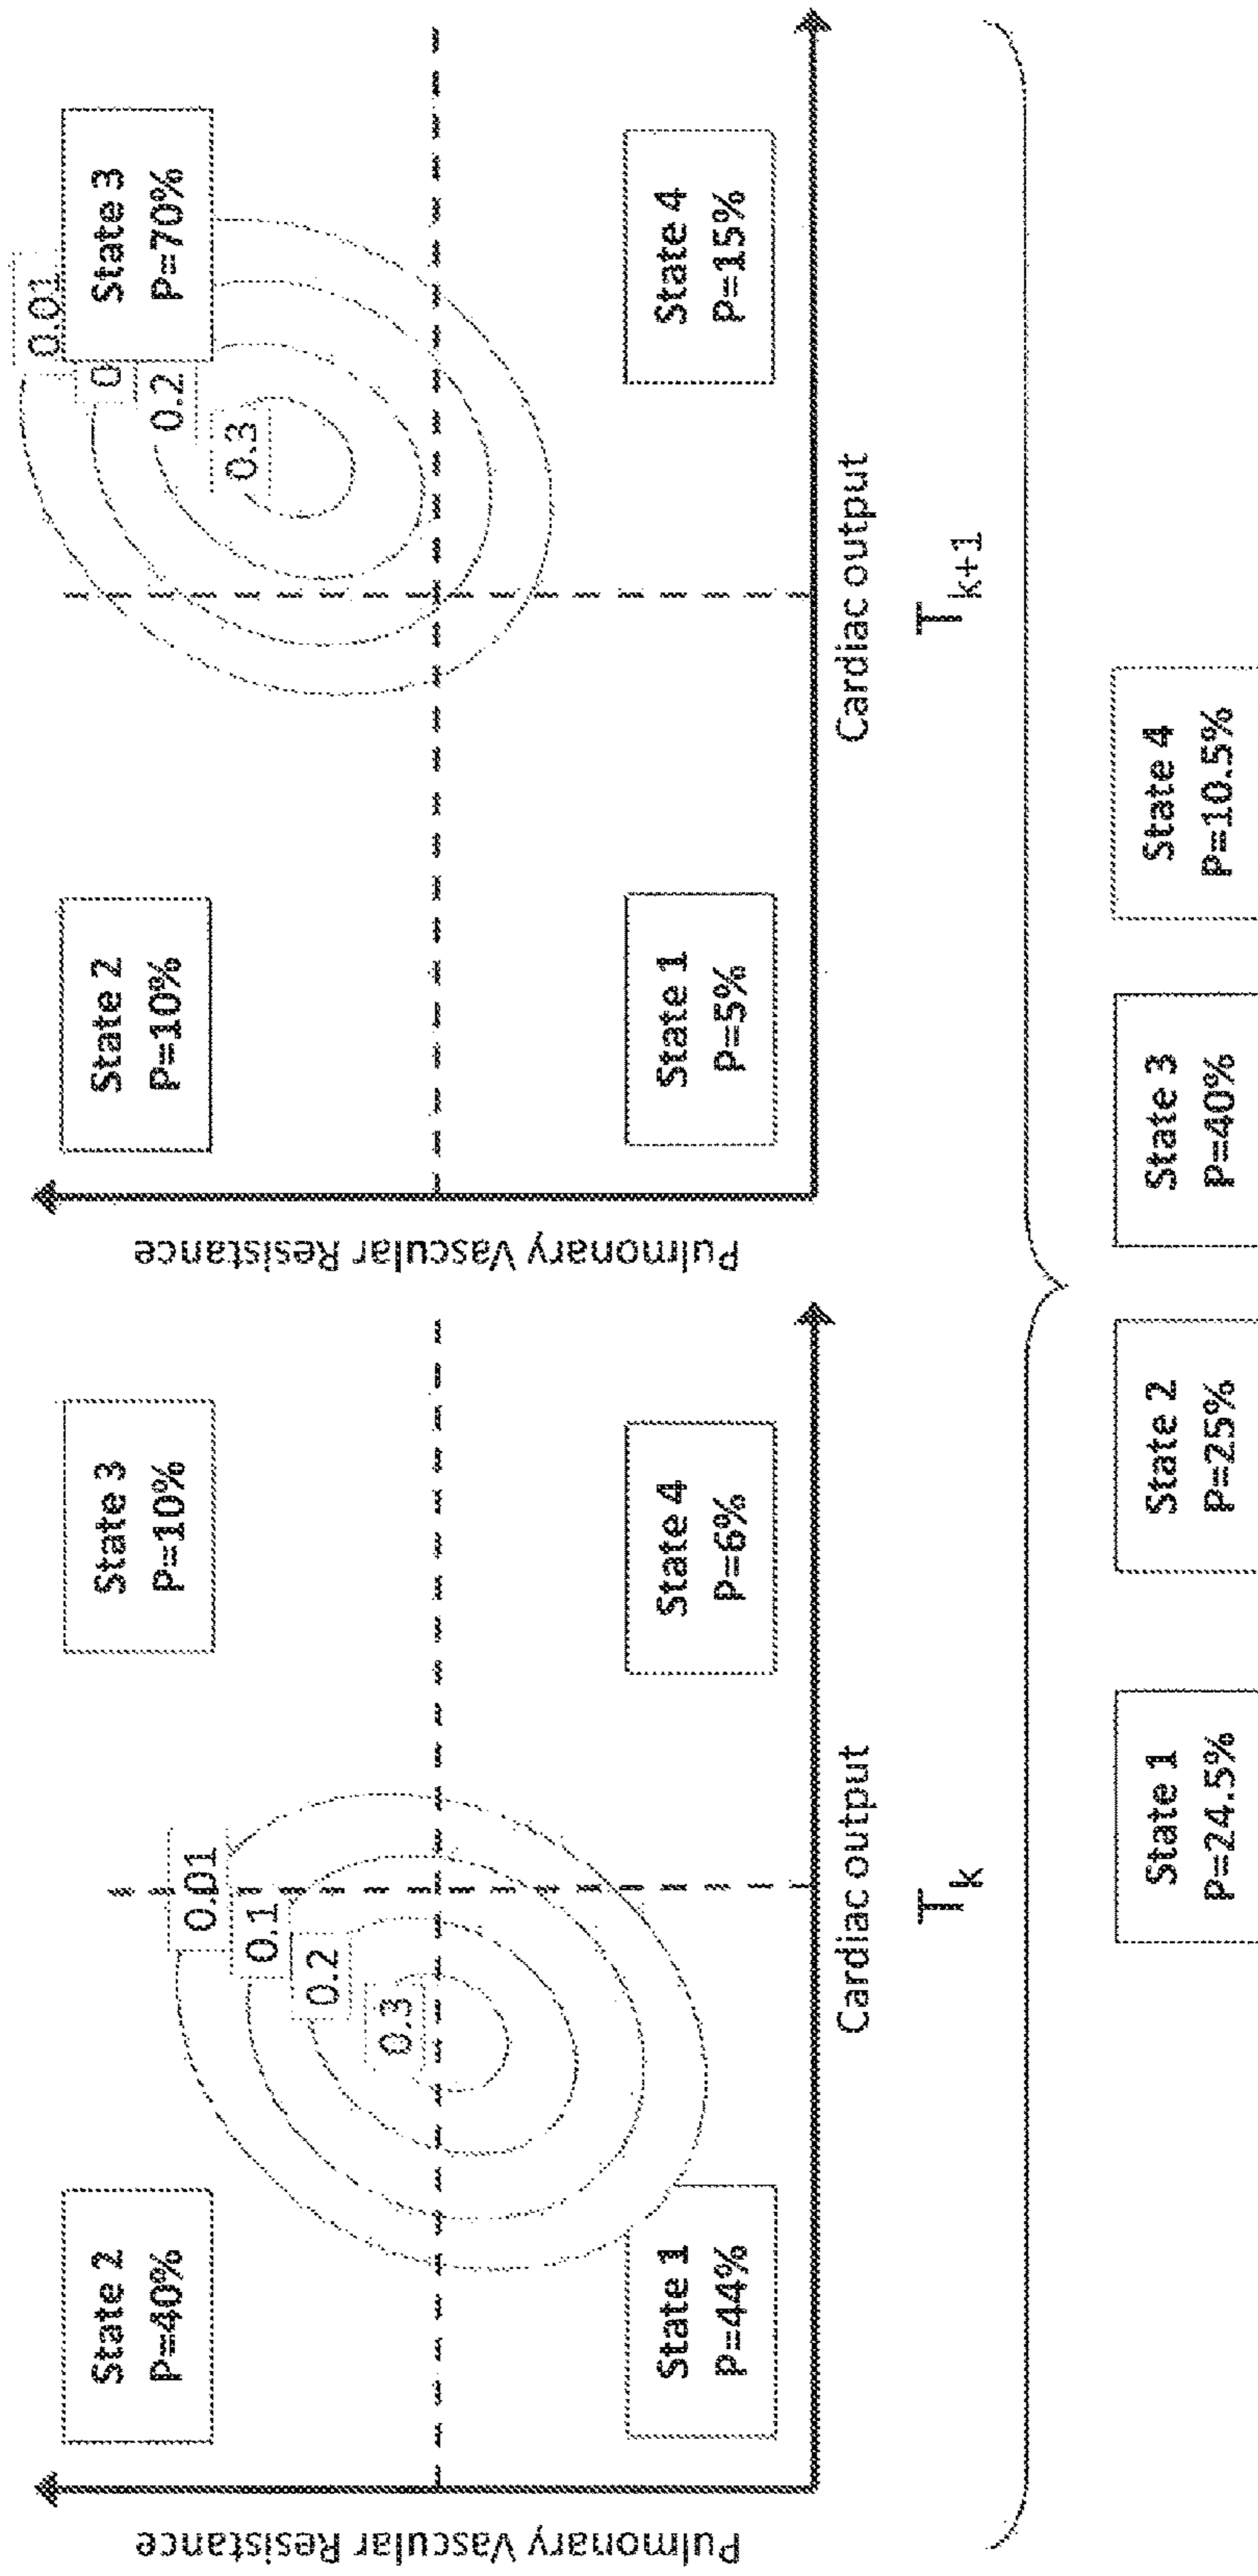 State 2
P=40%
State 3
P=10%
0.01
0.1
0.2
0.3
State 1
P=44%
State 4
P=6%
Pulmonary Vascular Resistance
Cardiac output
Tk
State 2
P=10%
State 3
P=70%
0.01
0
0.2
0.3
State 1
P=5%
State 4
P=15%
Pulmonary Vascular Resistance
Cardiac output
Tk+1
State 1
P=24.5%
State 2
P=25%
State 3
P=40%
State 4
P=10.5%